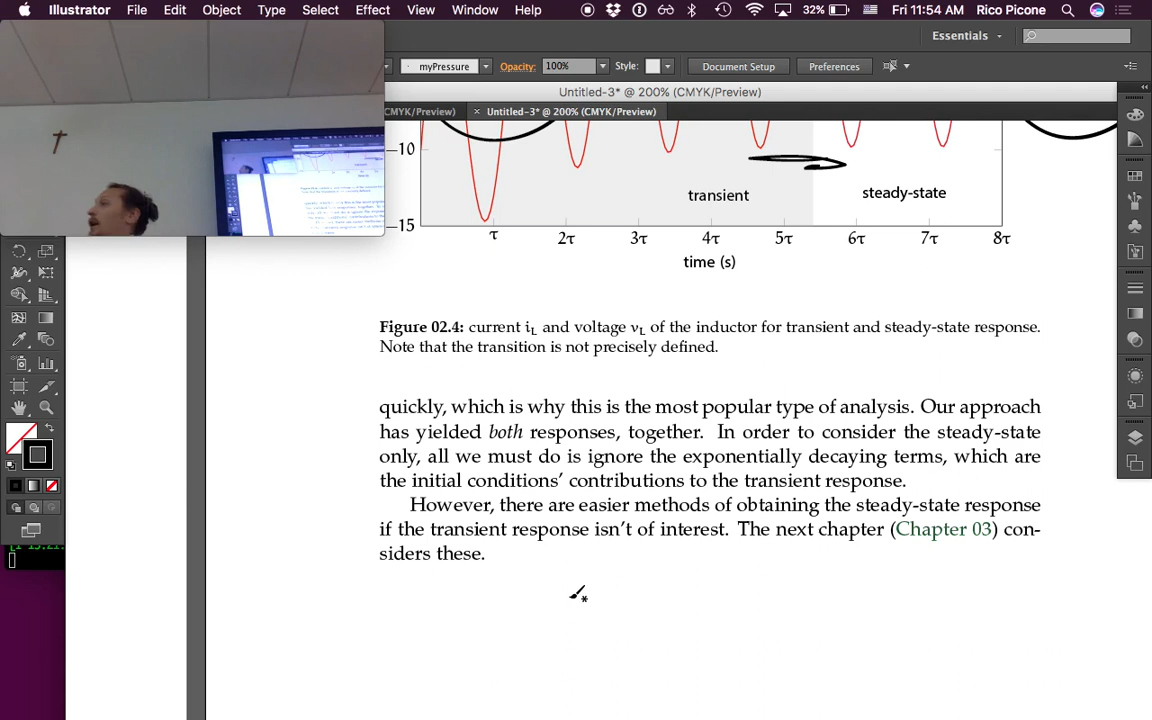 Illustrator File Edit Object Type Select Effect View Window Help 32% Fri 11:54 AM Rico Picone
Essentials
myPressure Opacity: 100% Style: Document Setup Preferences
Untitled-3* @ 200% (CMYK/Preview)
CMYK/Preview) × Untitled-3* @ 200% (CMYK/Preview)
−10
transient steady-state
−15
τ 2τ 3τ 4τ 5τ 6τ 7τ 8τ
time (s)
Figure 02.4: current iL and voltage vL of the inductor for transient and steady-state response.
Note that the transition is not precisely defined.
quickly, which is why this is the most popular type of analysis. Our approach
has yielded both responses, together. In order to consider the steady-state
only, all we must do is ignore the exponentially decaying terms, which are
the initial conditions' contributions to the transient response.
However, there are easier methods of obtaining the steady-state response
if the transient response isn't of interest. The next chapter (Chapter 03) con-
siders these.